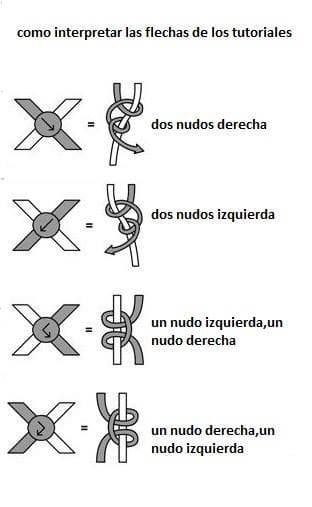 como interpretar las flechas de los tutoriales
= dos nudos derecha
= dos nudos izquierda
= un nudo izquierda,un
nudo derecha
= un nudo derecha,un
nudo izquierda